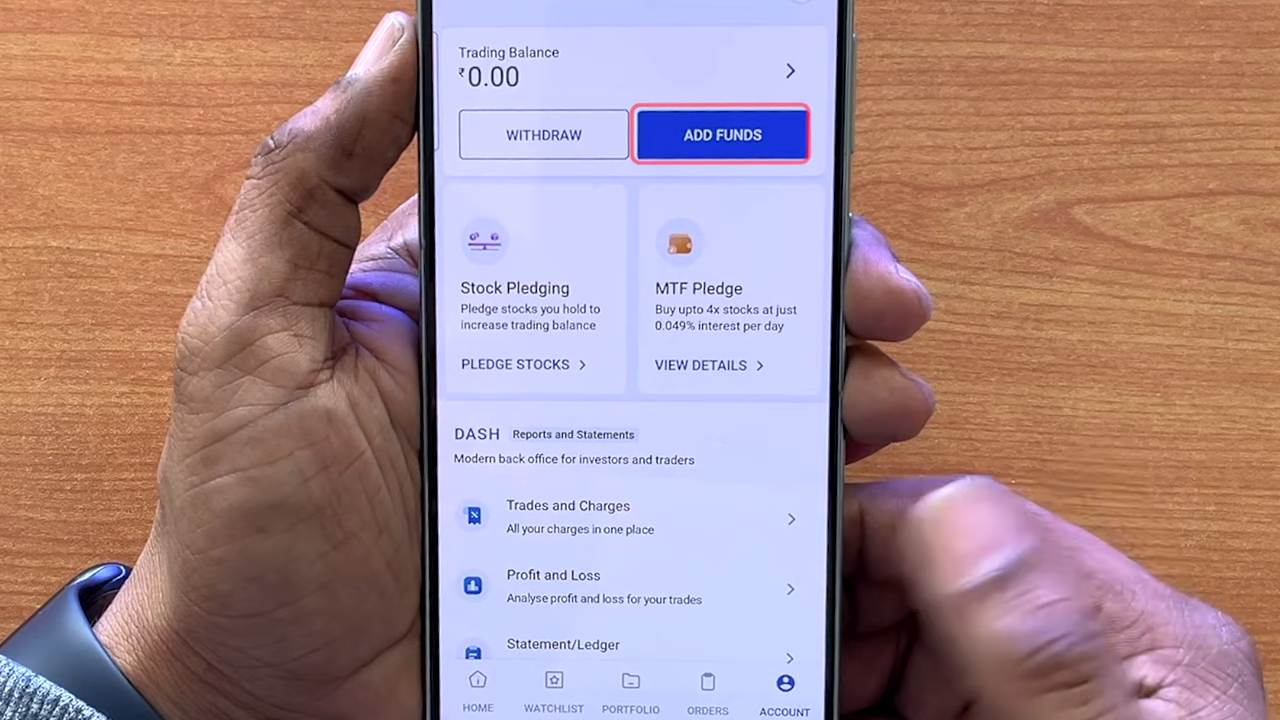 Trading Balance
₹0.00
WITHDRAW
ADD FUNDS
Stock Pledging
Pledge stocks you hold to
increase trading balance
PLEDGE STOCKS >
MTF Pledge
Buy upto 4x stocks at just
0.049% interest per day
VIEW DETAILS >
DASH Reports and Statements
Modern back office for investors and traders
Trades and Charges
All your charges in one place
Profit and Loss
Analyse profit and loss for your trades
Statement/Ledger
HOME
WATCHLIST
PORTFOLIO
ORDERS
ACCOUNT